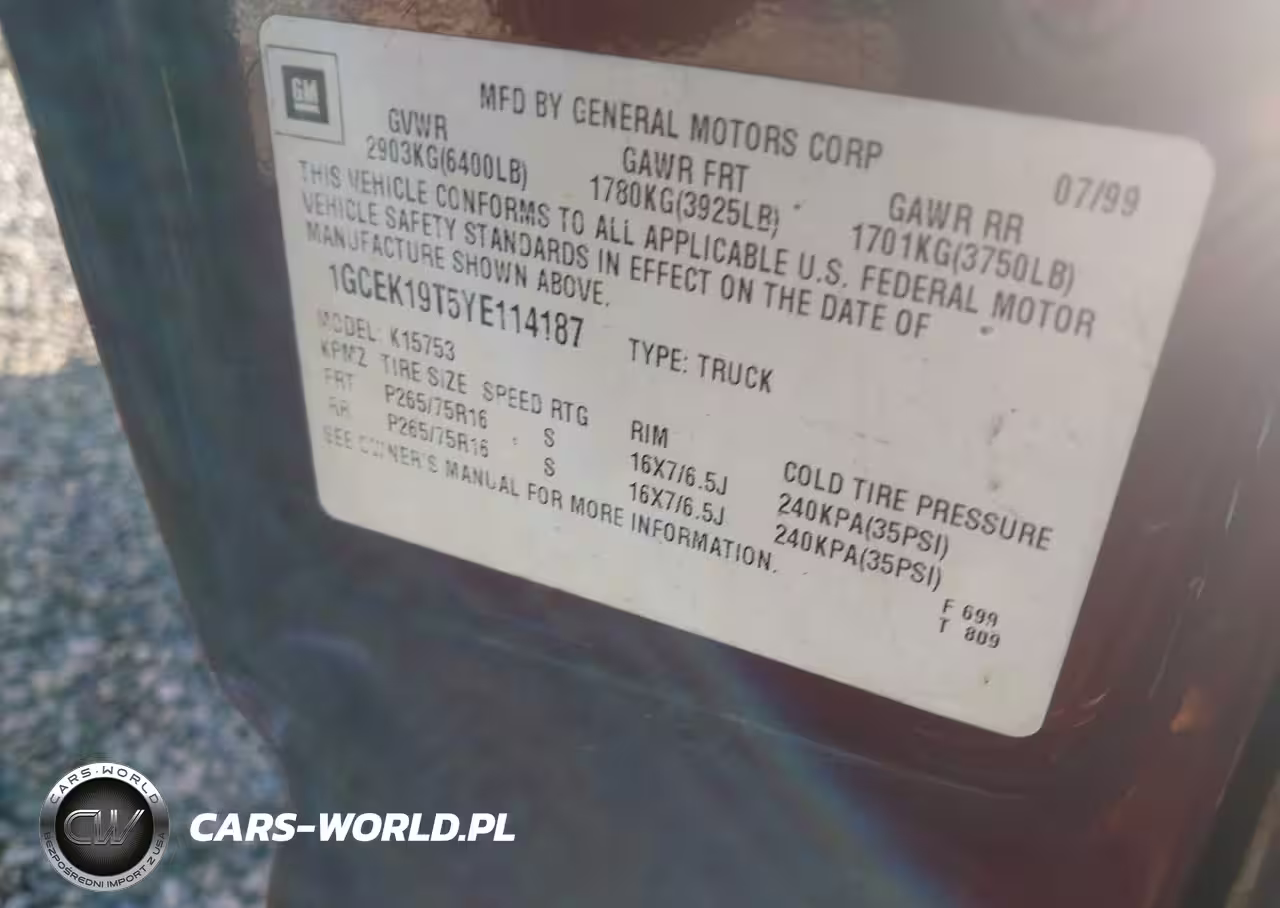 GM
MFD BY GENERAL MOTORS CORP
07/99
GVWR GAWR FRT GAWR RR
2903KG(6400LB) 1780KG(3925LB) 1701KG(3750LB)
THIS VEHICLE CONFORMS TO ALL APPLICABLE U.S. FEDERAL MOTOR
VEHICLE SAFETY STANDARDS IN EFFECT ON THE DATE OF
MANUFACTURE SHOWN ABOVE.
1GCEK19T5YE114187 TYPE: TRUCK
MODEL: K15753
KPMZ TIRE SIZE SPEED RTG RIM COLD TIRE PRESSURE
FRT P265/75R16 S 16X7/6.5J 240KPA(35PSI)
RR P265/75R16 S 16X7/6.5J 240KPA(35PSI)
SEE OWNER'S MANUAL FOR MORE INFORMATION.
F 699
T 809
CARS-WORLD
CW
BEZPOŚREDNI IMPORT Z USA
CARS-WORLD.PL